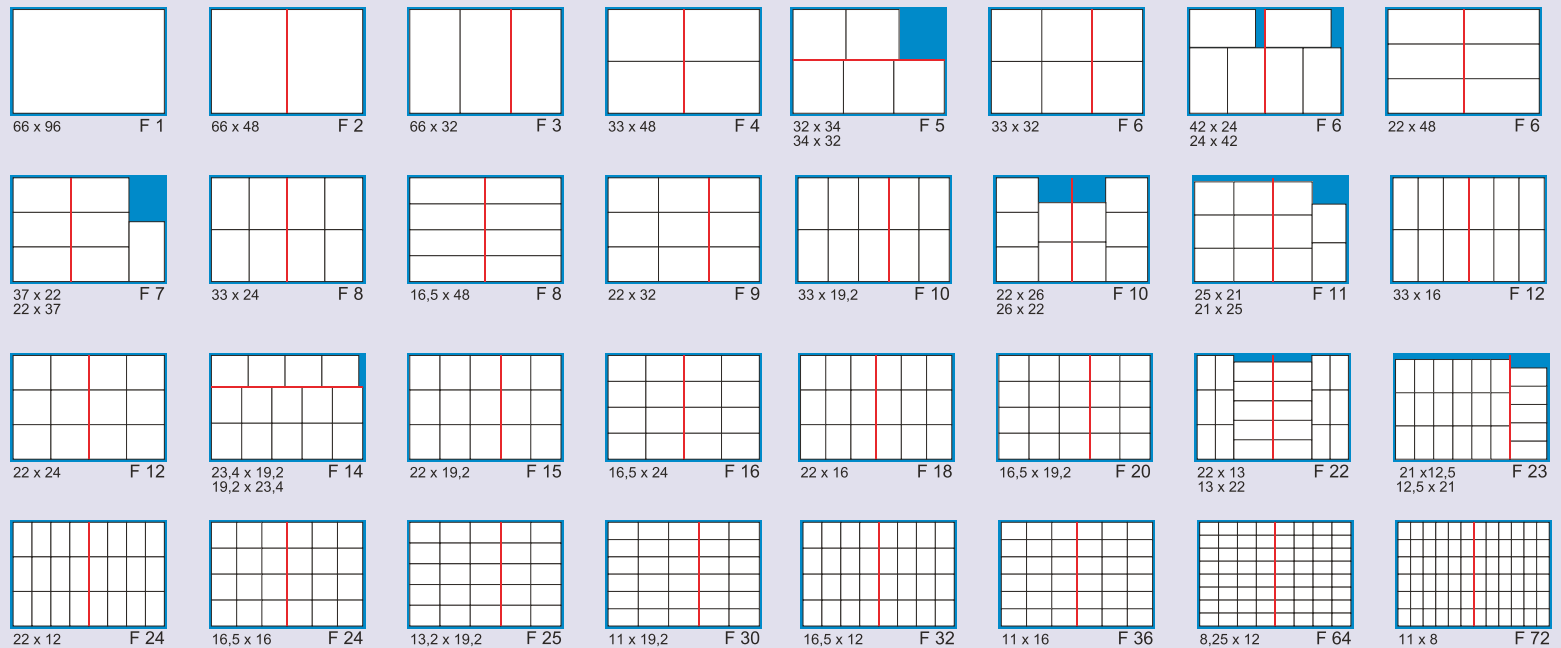 66 x 96 F 1
66 x 48 F 2
66 x 32 F 3
33 x 48 F 4
32 x 34 F 5
34 x 32
33 x 32 F 6
42 x 24 F 6
24 x 42
22 x 48 F 6
37 x 22 F 7
22 x 37
33 x 24 F 8
16,5 x 48 F 8
22 x 32 F 9
33 x 19,2 F 10
22 x 26 F 10
26 x 22
25 x 21 F 11
21 x 25
33 x 16 F 12
22 x 24 F 12
23,4 x 19,2 F 14
19,2 x 23,4
22 x 19,2 F 15
16,5 x 24 F 16
22 x 16 F 18
16,5 x 19,2 F 20
22 x 13 F 22
13 x 22
21 x12,5 F 23
12,5 x 21
22 x 12 F 24
16,5 x 16 F 24
13,2 x 19,2 F 25
11 x 19,2 F 30
16,5 x 12 F 32
11 x 16 F 36
8,25 x 12 F 64
11 x 8 F 72